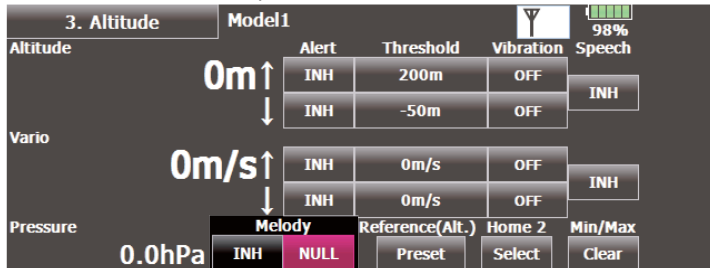 3. Altitude Model1 98%
Altitude Alert Threshold Vibration Speech
0m↑ INH 200m OFF INH
↓ INH -50m OFF
Vario
0m/s↑ INH 0m/s OFF INH
↓ INH 0m/s OFF
Pressure Melody Reference(Alt.) Home 2 Min/Max
0.0hPa INH NULL Preset Select Clear